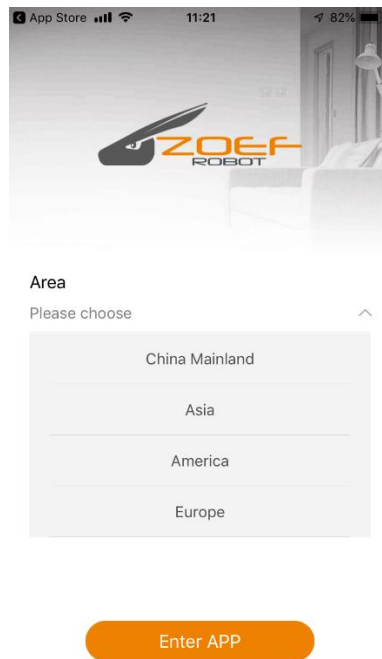 App Store 11:21 82%
ZOEF
ROBOT
Area
Please choose
China Mainland
Asia
America
Europe
Enter APP